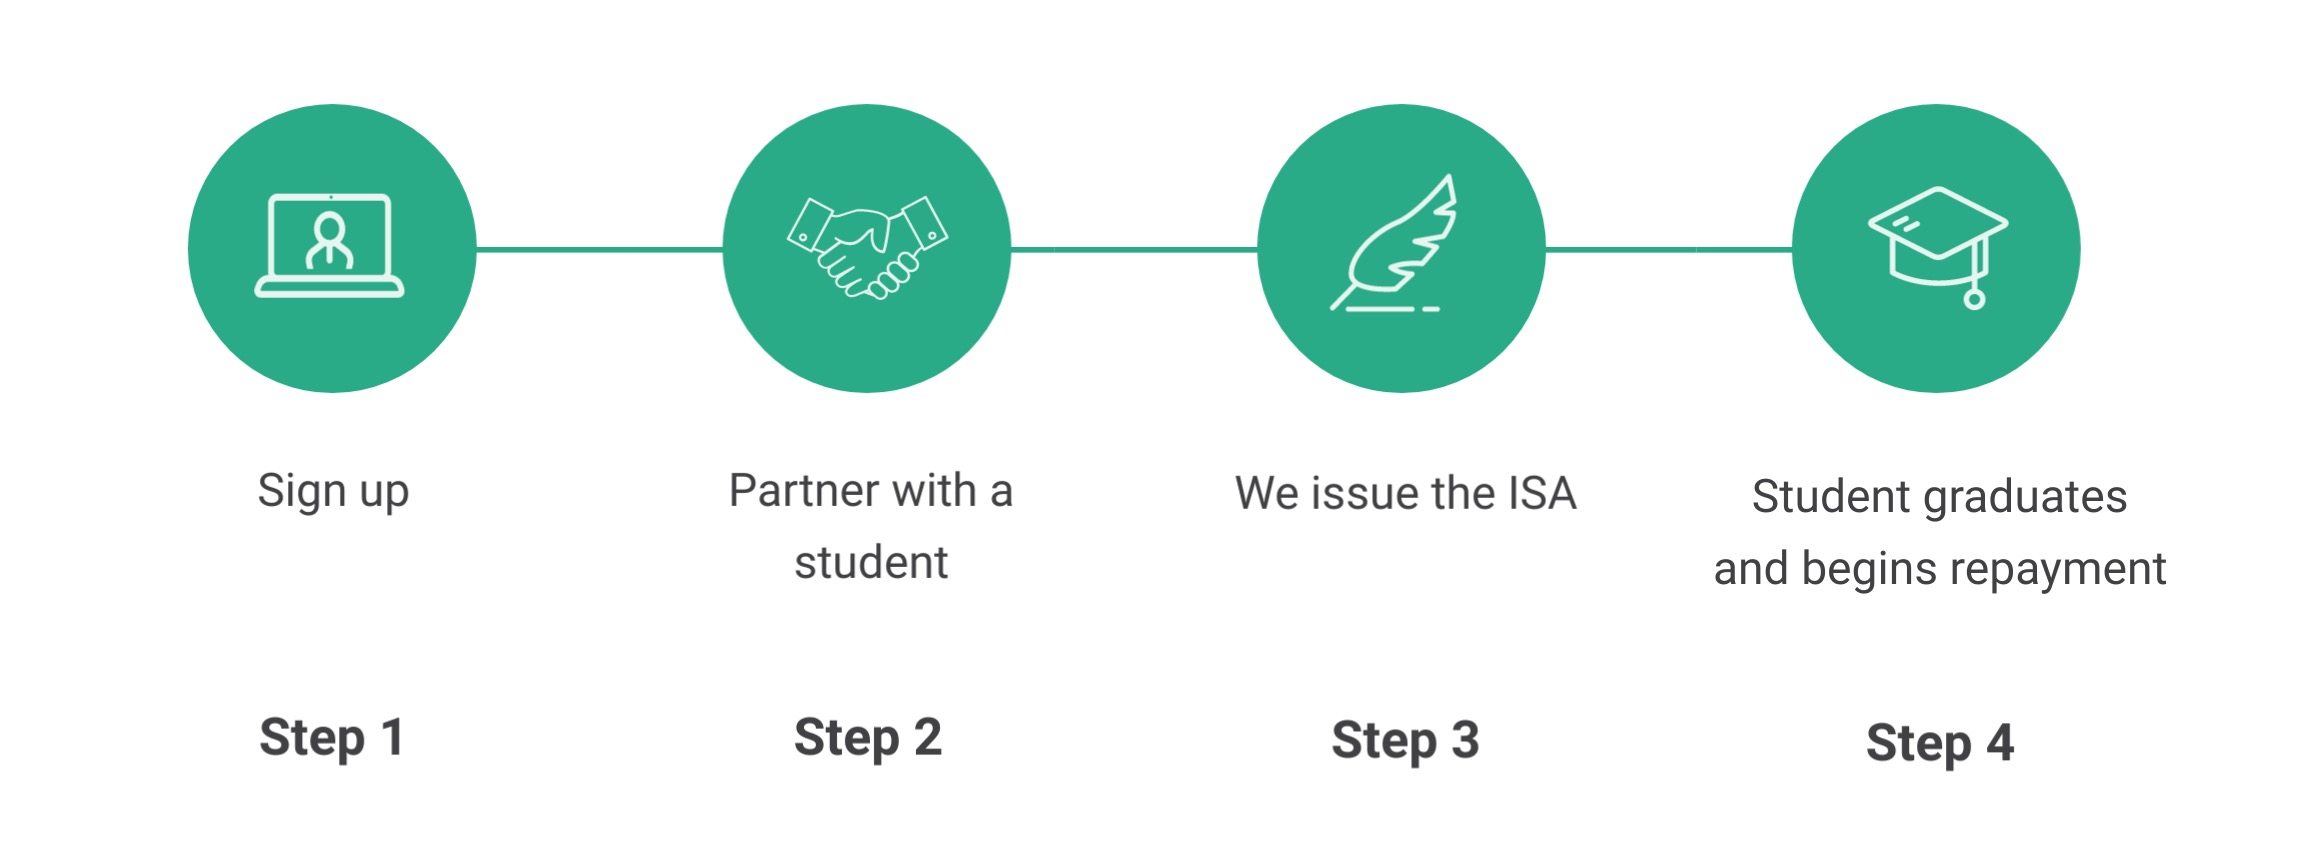 Sign up
Partner with a
student
We issue the ISA
Student graduates
and begins repayment
Step 1
Step 2
Step 3
Step 4